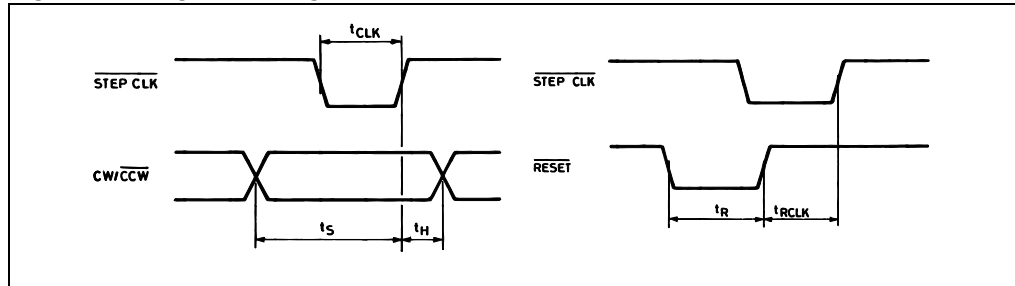 tCLK
STEP CLK
CW/CCW
tS
tH
STEP CLK
RESET
tR
tRCLK